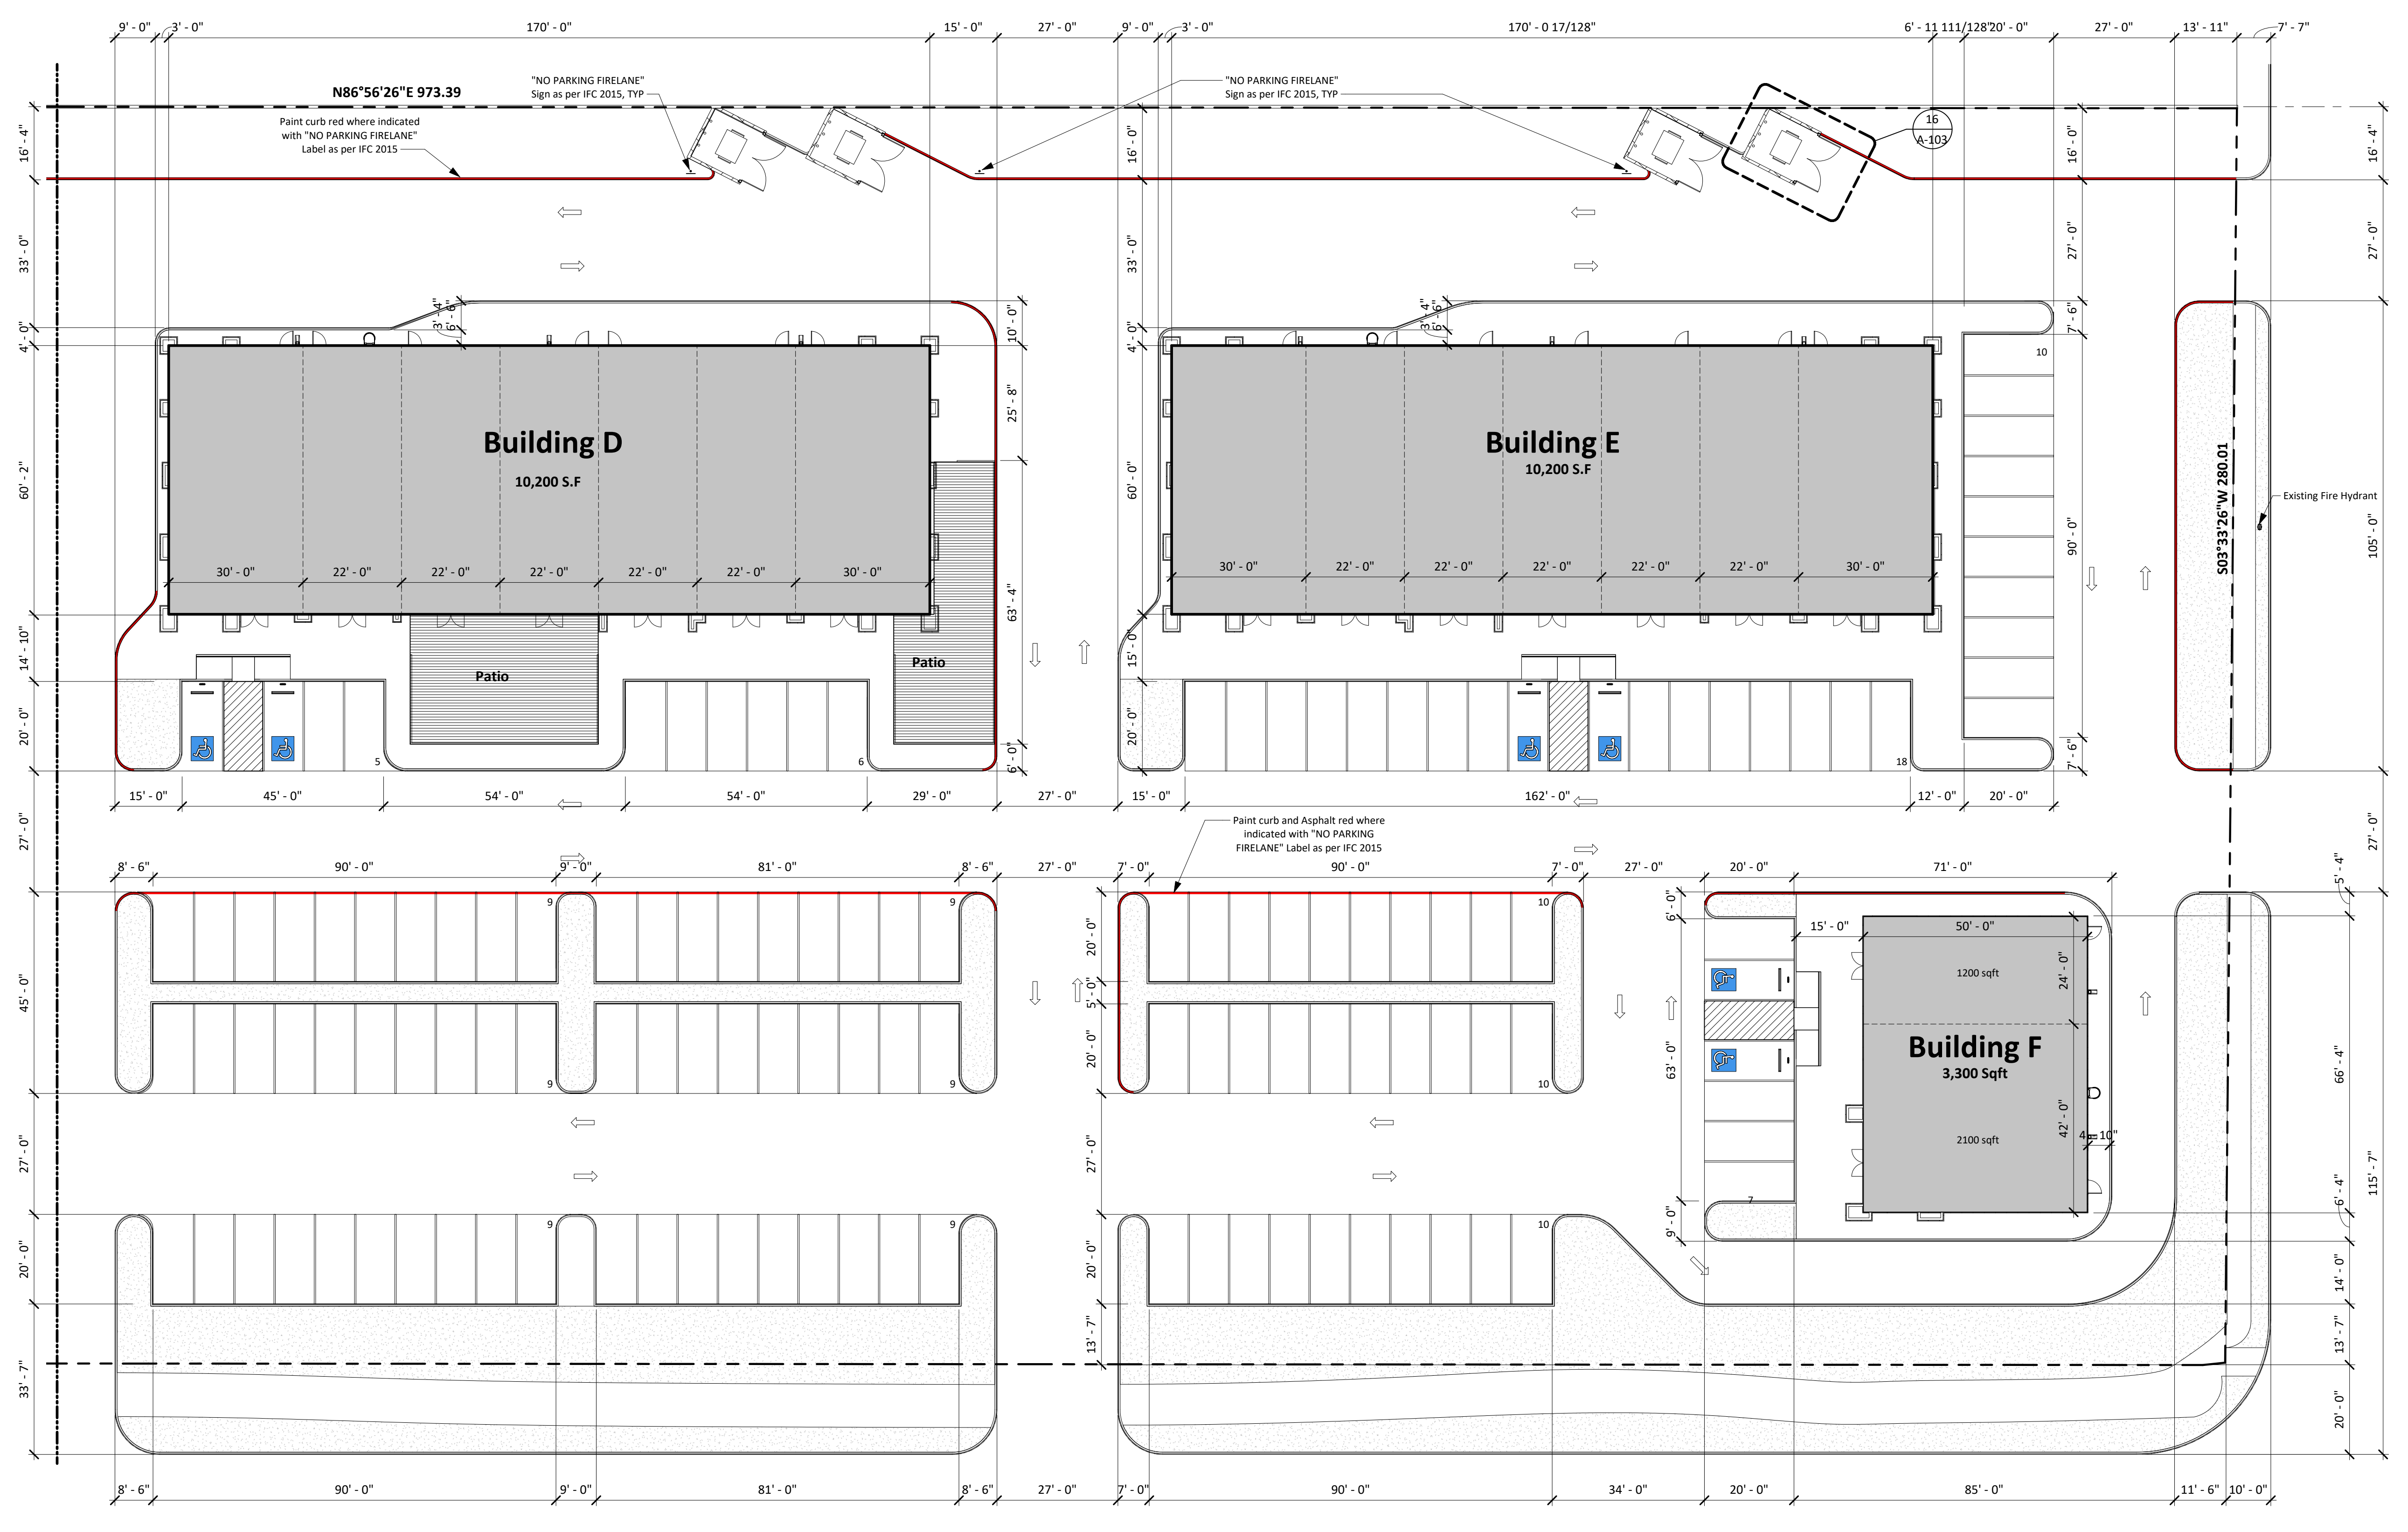 9' - 0"
3' - 0"
170' - 0"
15' - 0"
27' - 0"
9' - 0"
3' - 0"
170' - 0 17/128"
6' - 11 111/128"
20' - 0"
27' - 0"
13' - 11"
7' - 7"
N86°56'26"E 973.39
"NO PARKING FIRELANE"
Sign as per IFC 2015, TYP
"NO PARKING FIRELANE"
Sign as per IFC 2015, TYP
Paint curb red where indicated
with "NO PARKING FIRELANE"
Label as per IFC 2015
16
A-103
16' - 4"
16' - 0"
16' - 0"
16' - 4"
33' - 0"
33' - 0"
27' - 0"
27' - 0"
3' - 4"
6' - 6"
10' - 0"
3' - 4"
6' - 6"
7' - 6"
4' - 0"
4' - 0"
10
25' - 8"
Building D
10,200 S.F
Building E
10,200 S.F
60' - 2"
60' - 0"
90' - 0"
S03°33'26"W 280.01
Existing Fire Hydrant
105' - 0"
30' - 0"
22' - 0"
22' - 0"
22' - 0"
22' - 0"
22' - 0"
30' - 0"
30' - 0"
22' - 0"
22' - 0"
22' - 0"
22' - 0"
22' - 0"
30' - 0"
63' - 4"
14' - 10"
15' - 0"
Patio
Patio
20' - 0"
20' - 0"
5
6
6' - 0"
18
7' - 6"
15' - 0"
45' - 0"
54' - 0"
54' - 0"
29' - 0"
27' - 0"
15' - 0"
162' - 0"
12' - 0"
20' - 0"
27' - 0"
27' - 0"
Paint curb and Asphalt red where
indicated with "NO PARKING
FIRELANE" Label as per IFC 2015
8' - 6"
90' - 0"
9' - 0"
81' - 0"
8' - 6"
27' - 0"
7' - 0"
90' - 0"
7' - 0"
27' - 0"
20' - 0"
71' - 0"
5' - 4"
9
9
10
6' - 0"
15' - 0"
50' - 0"
20' - 0"
45' - 0"
5' - 0"
20' - 0"
1200 sqft
24' - 0"
Building F
3,300 Sqft
63' - 0"
66' - 4"
9
9
10
42' - 0"
2100 sqft
4' - 10"
27' - 0"
27' - 0"
115' - 7"
7
6' - 4"
9' - 0"
9
9
10
20' - 0"
20' - 0"
14' - 0"
13' - 7"
13' - 7"
33' - 7"
20' - 0"
8' - 6"
90' - 0"
9' - 0"
81' - 0"
8' - 6"
27' - 0"
7' - 0"
90' - 0"
34' - 0"
20' - 0"
85' - 0"
11' - 6"
10' - 0"